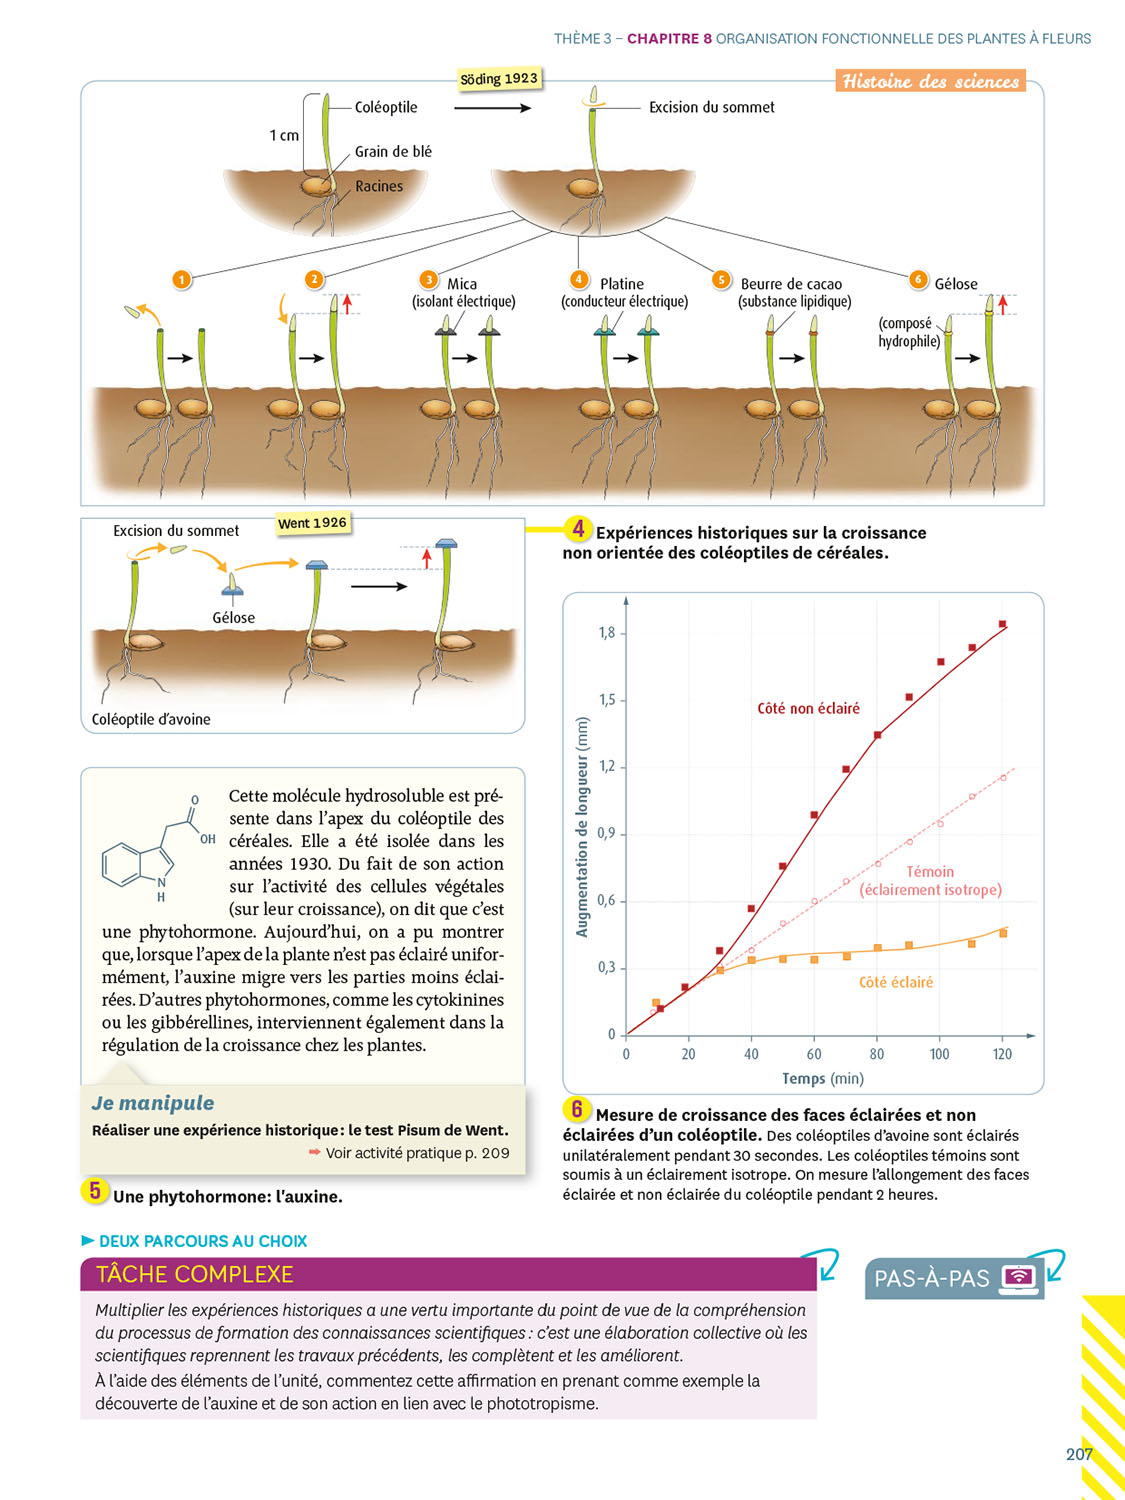 THÈME 3 – CHAPITRE 8 ORGANISATION FONCTIONNELLE DES PLANTES À FLEURS
Histoire des sciences
Söding 1923
Coléoptile
1 cm
Grain de blé
Racines
Excision du sommet
1
2
3
Mica
(isolant électrique)
4
Platine
(conducteur électrique)
5
Beurre de cacao
(substance lipidique)
6
Gélose
(composé
hydrophile)
Went 1926
Excision du sommet
Gélose
Coléoptile d'avoine
4 Expériences historiques sur la croissance
non orientée des coléoptiles de céréales.
O
OH
N
H
Cette molécule hydrosoluble est pré-
sente dans l'apex du coléoptile des
céréales. Elle a été isolée dans les
années 1930. Du fait de son action
sur l'activité des cellules végétales
(sur leur croissance), on dit que c'est
une phytohormone. Aujourd'hui, on a pu montrer
que, lorsque l'apex de la plante n'est pas éclairé unifor-
mément, l'auxine migre vers les parties moins éclai-
rées. D'autres phytohormones, comme les cytokinines
ou les gibbérellines, interviennent également dans la
régulation de la croissance chez les plantes.
Je manipule
Réaliser une expérience historique : le test Pisum de Went.
➡ Voir activité pratique p. 209
5 Une phytohormone: l'auxine.
Augmentation de longueur (mm)
1,8
1,5
1,2
0,9
0,6
0,3
0
Côté non éclairé
Témoin
(éclairement isotrope)
Côté éclairé
0 20 40 60 80 100 120
Temps (min)
6 Mesure de croissance des faces éclairées et non
éclairées d'un coléoptile. Des coléoptiles d'avoine sont éclairés
unilatéralement pendant 30 secondes. Les coléoptiles témoins sont
soumis à un éclairement isotrope. On mesure l'allongement des faces
éclairée et non éclairée du coléoptile pendant 2 heures.
► DEUX PARCOURS AU CHOIX
TÂCHE COMPLEXE
PAS-À-PAS
Multiplier les expériences historiques a une vertu importante du point de vue de la compréhension
du processus de formation des connaissances scientifiques : c'est une élaboration collective où les
scientifiques reprennent les travaux précédents, les complètent et les améliorent.
À l'aide des éléments de l'unité, commentez cette affirmation en prenant comme exemple la
découverte de l'auxine et de son action en lien avec le phototropisme.
207